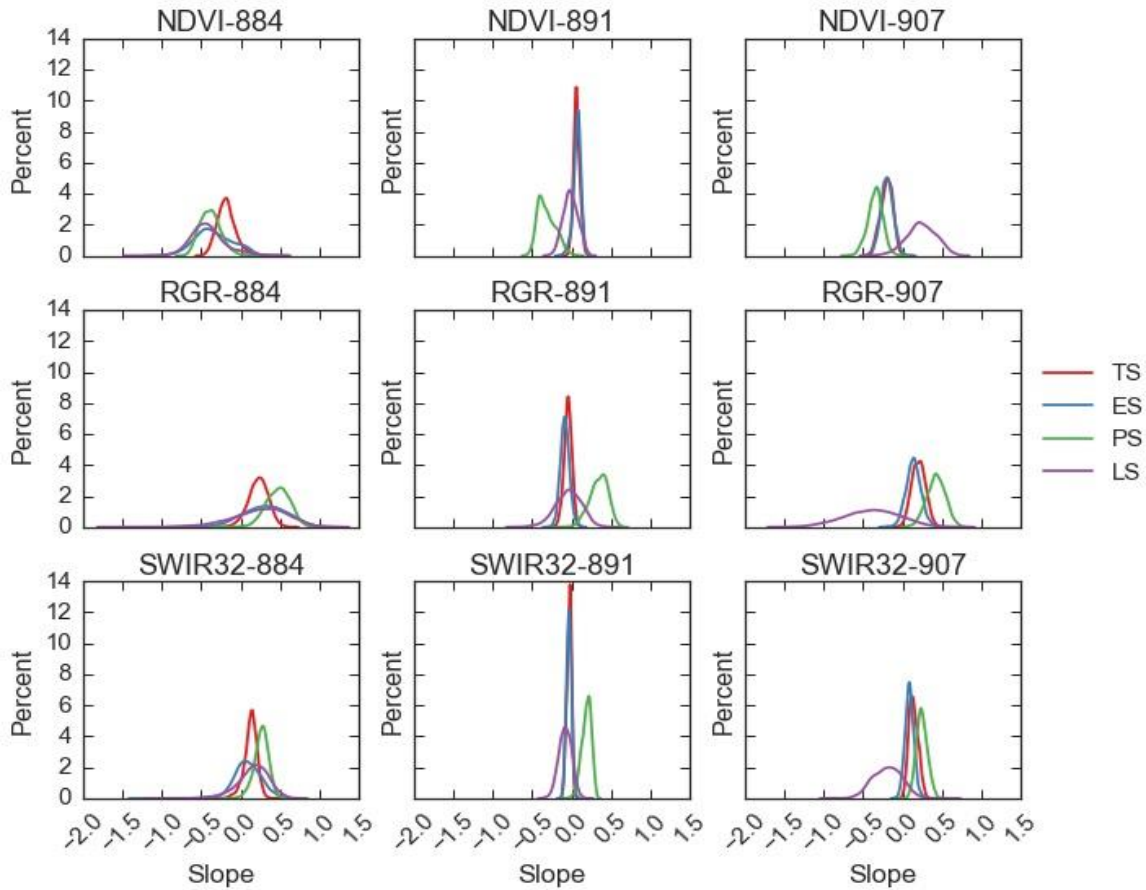 NDVI-884 NDVI-891 NDVI-907
14
12
10
8
6
4
2
0
Percent Percent Percent
−2.0 −1.5 −1.0 −0.5 0.0 0.5 1.0 1.5 −2.0 −1.5 −1.0 −0.5 0.0 0.5 1.0 1.5 −2.0 −1.5 −1.0 −0.5 0.0 0.5 1.0 1.5
RGR-884 RGR-891 RGR-907
14
12
10
8
6
4
2
0
Percent Percent Percent
TS
ES
PS
LS
SWIR32-884 SWIR32-891 SWIR32-907
14
12
10
8
6
4
2
0
Percent Percent Percent
Slope Slope Slope